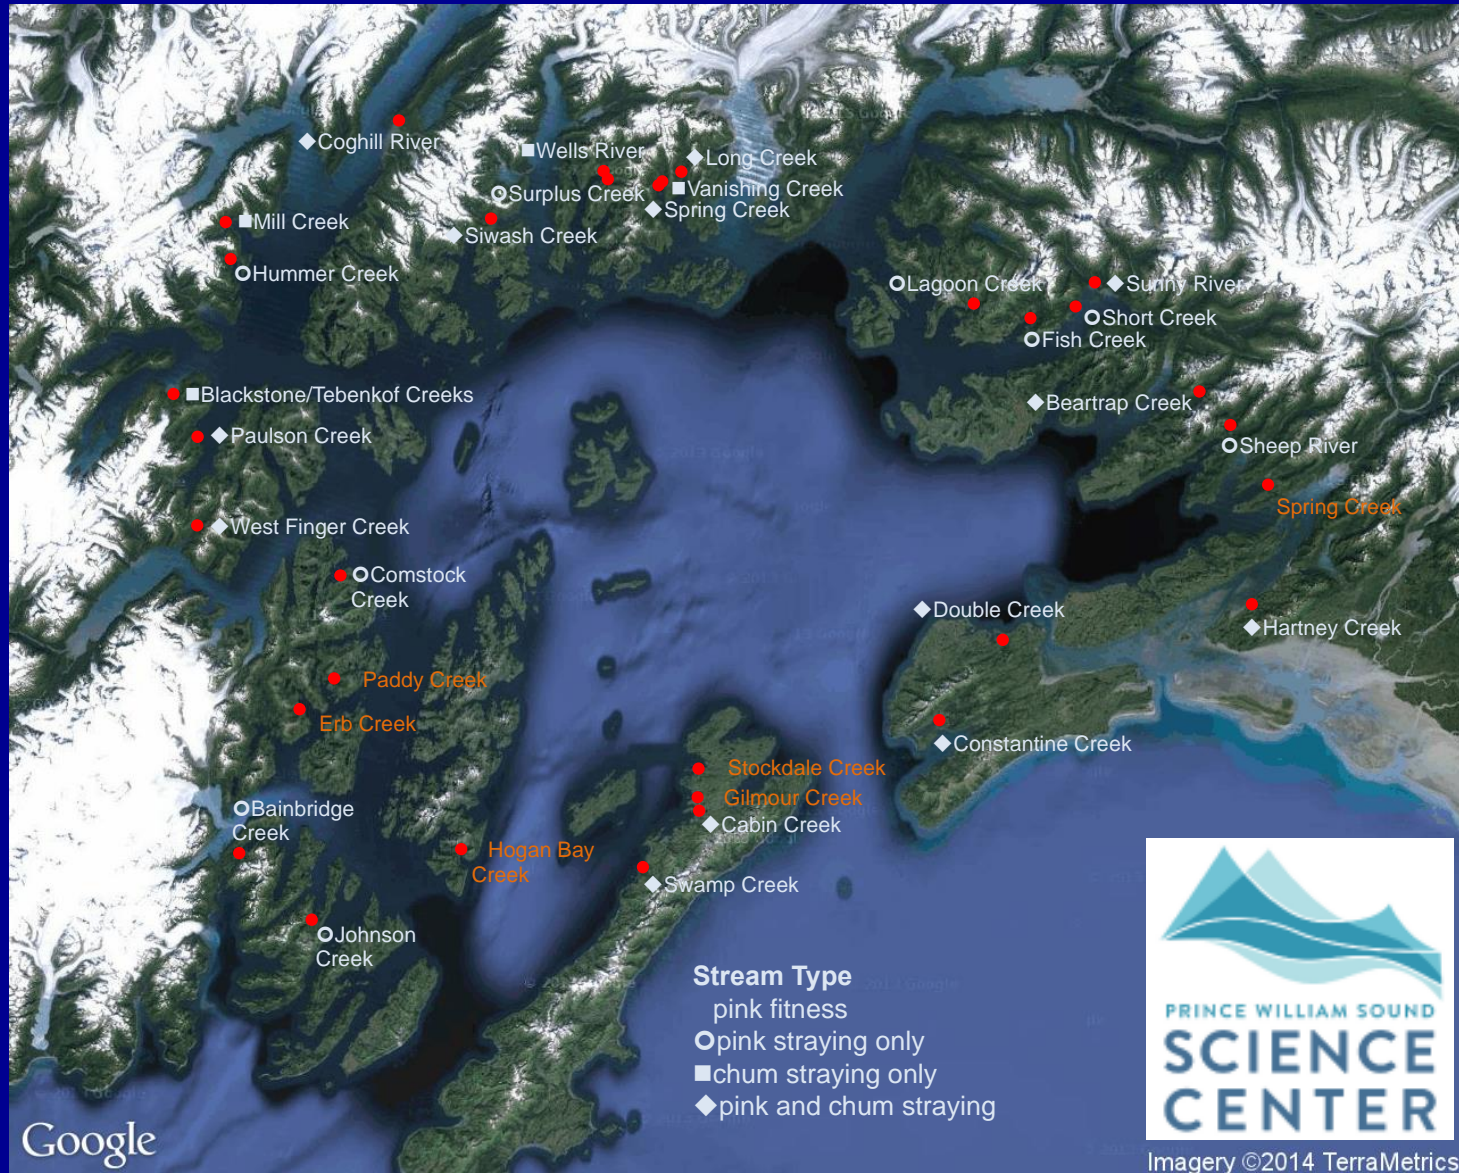 Coghill River
Wells River
Long Creek
Surplus Creek
Vanishing Creek
Spring Creek
Siwash Creek
Mill Creek
Hummer Creek
Lagoon Creek
Sunny River
Short Creek
Fish Creek
Blackstone/Tebenkof Creeks
Beartrap Creek
Paulson Creek
Sheep River
Spring Creek
West Finger Creek
Comstock
Creek
Double Creek
Hartney Creek
Paddy Creek
Erb Creek
Constantine Creek
Stockdale Creek
Gilmour Creek
Bainbridge
Creek
Cabin Creek
Hogan Bay
Creek
Swamp Creek
Johnson
Creek
Stream Type
pink fitness
pink straying only
chum straying only
pink and chum straying
PRINCE WILLIAM SOUND
SCIENCE
CENTER
Google
Imagery ©2014 TerraMetrics